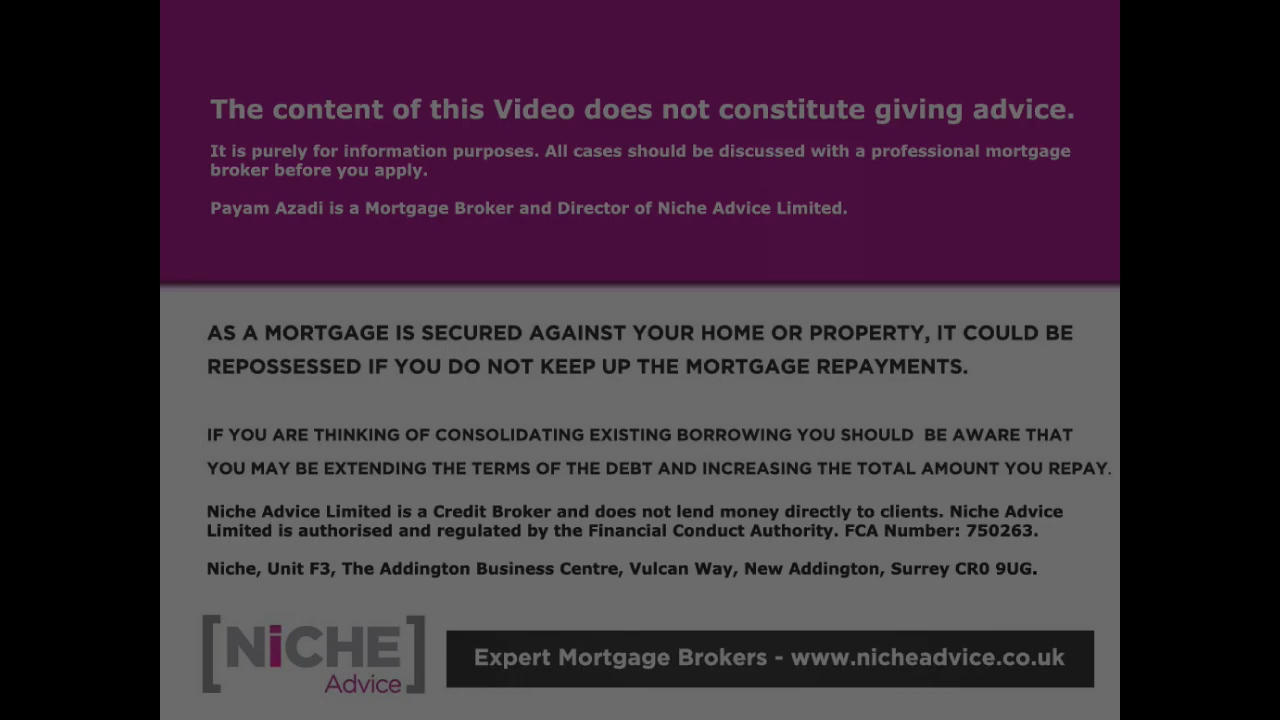 The content of this Video does not constitute giving advice.
It is purely for information purposes. All cases should be discussed with a professional mortgage
broker before you apply.
Payam Azadi is a Mortgage Broker and Director of Niche Advice Limited.
AS A MORTGAGE IS SECURED AGAINST YOUR HOME OR PROPERTY, IT COULD BE
REPOSSESSED IF YOU DO NOT KEEP UP THE MORTGAGE REPAYMENTS.
IF YOU ARE THINKING OF CONSOLIDATING EXISTING BORROWING YOU SHOULD BE AWARE THAT
YOU MAY BE EXTENDING THE TERMS OF THE DEBT AND INCREASING THE TOTAL AMOUNT YOU REPAY.
Niche Advice Limited is a Credit Broker and does not lend money directly to clients. Niche Advice
Limited is authorised and regulated by the Financial Conduct Authority. FCA Number: 750263.
Niche, Unit F3, The Addington Business Centre, Vulcan Way, New Addington, Surrey CR0 9UG.
[NiCHE
Advice]
Expert Mortgage Brokers - www.nicheadvice.co.uk